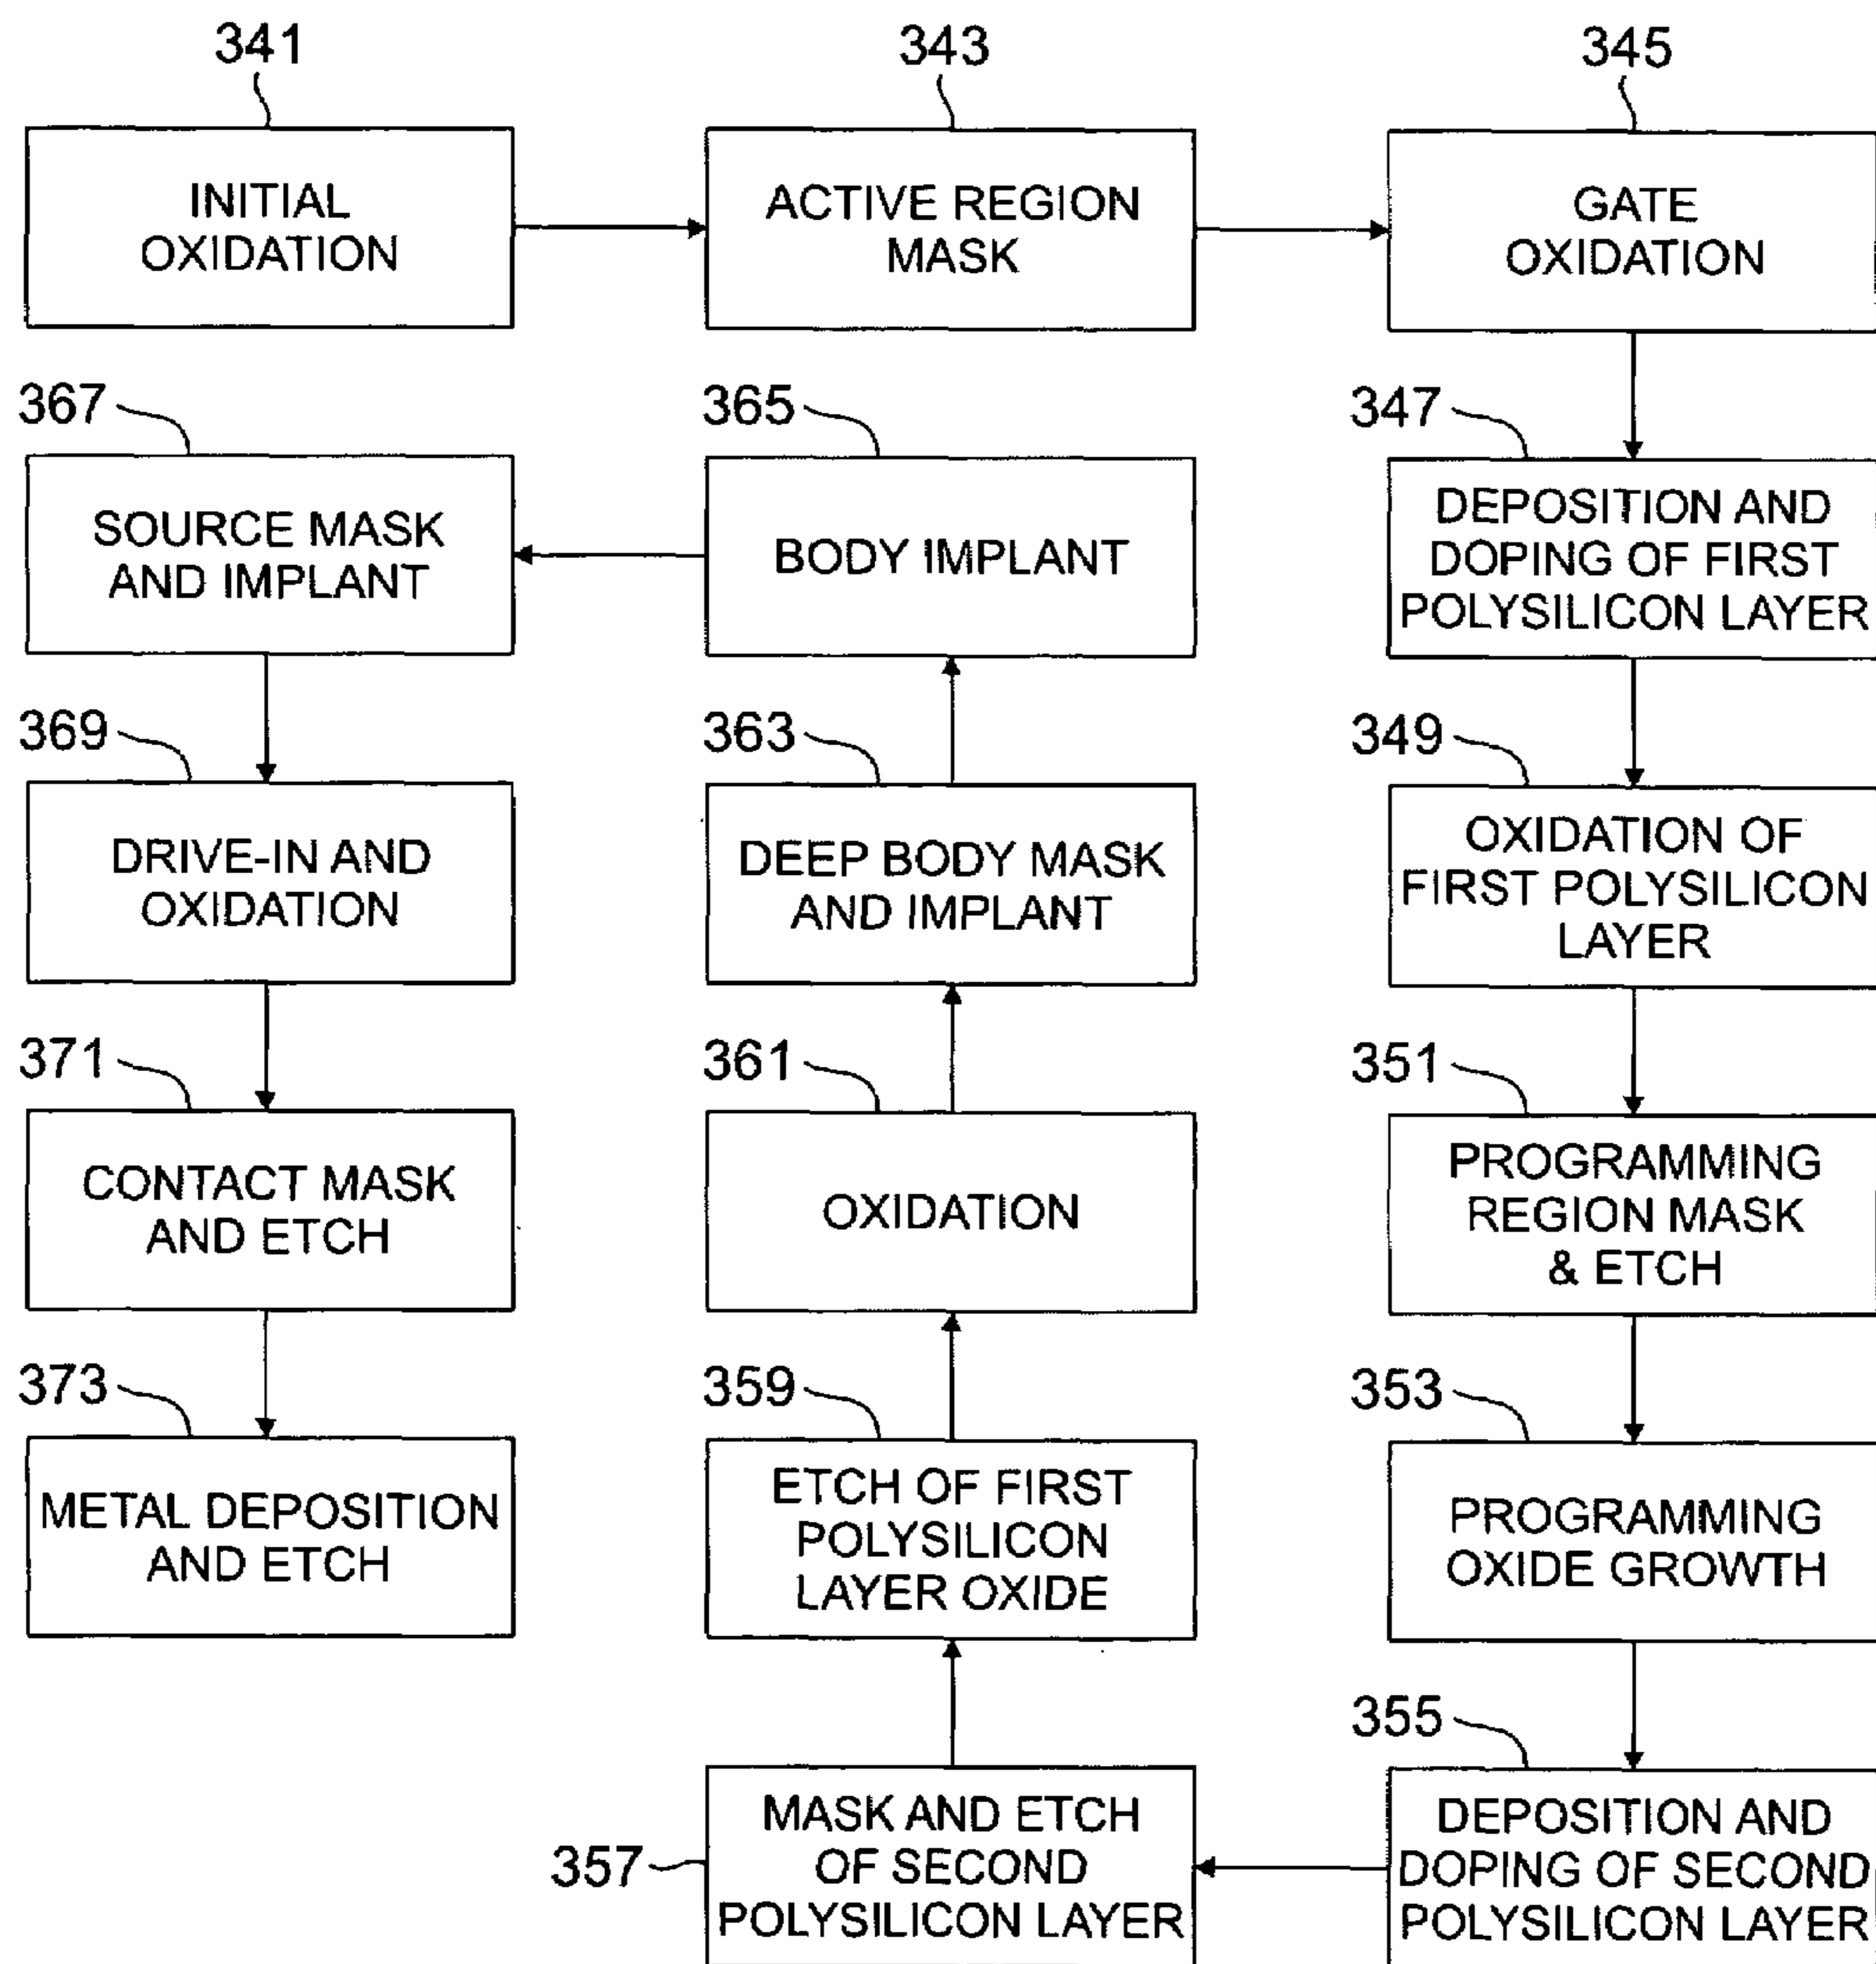 341
INITIAL
OXIDATION
343
ACTIVE REGION
MASK
345
GATE
OXIDATION
347
DEPOSITION AND
DOPING OF FIRST
POLYSILICON LAYER
349
OXIDATION OF
FIRST POLYSILICON
LAYER
351
PROGRAMMING
REGION MASK
& ETCH
353
PROGRAMMING
OXIDE GROWTH
355
DEPOSITION AND
DOPING OF SECOND
POLYSILICON LAYER
357
MASK AND ETCH
OF SECOND
POLYSILICON LAYER
359
ETCH OF FIRST
POLYSILICON
LAYER OXIDE
361
OXIDATION
363
DEEP BODY MASK
AND IMPLANT
365
BODY IMPLANT
367
SOURCE MASK
AND IMPLANT
369
DRIVE-IN AND
OXIDATION
371
CONTACT MASK
AND ETCH
373
METAL DEPOSITION
AND ETCH